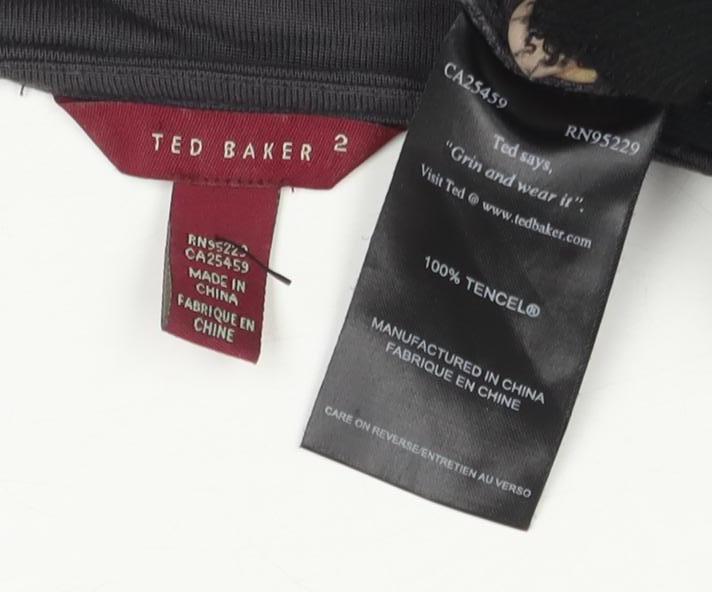 TED BAKER 2
RN95229
CA25459
MADE IN
CHINA
FABRIQUE EN
CHINE
CA25459
RN95229
Ted says,
"Grin and wear it".
Visit Ted @ www.tedbaker.com
100% TENCEL®
MANUFACTURED IN CHINA
FABRIQUE EN CHINE
CARE ON REVERSE/ENTRETIEN AU VERSO